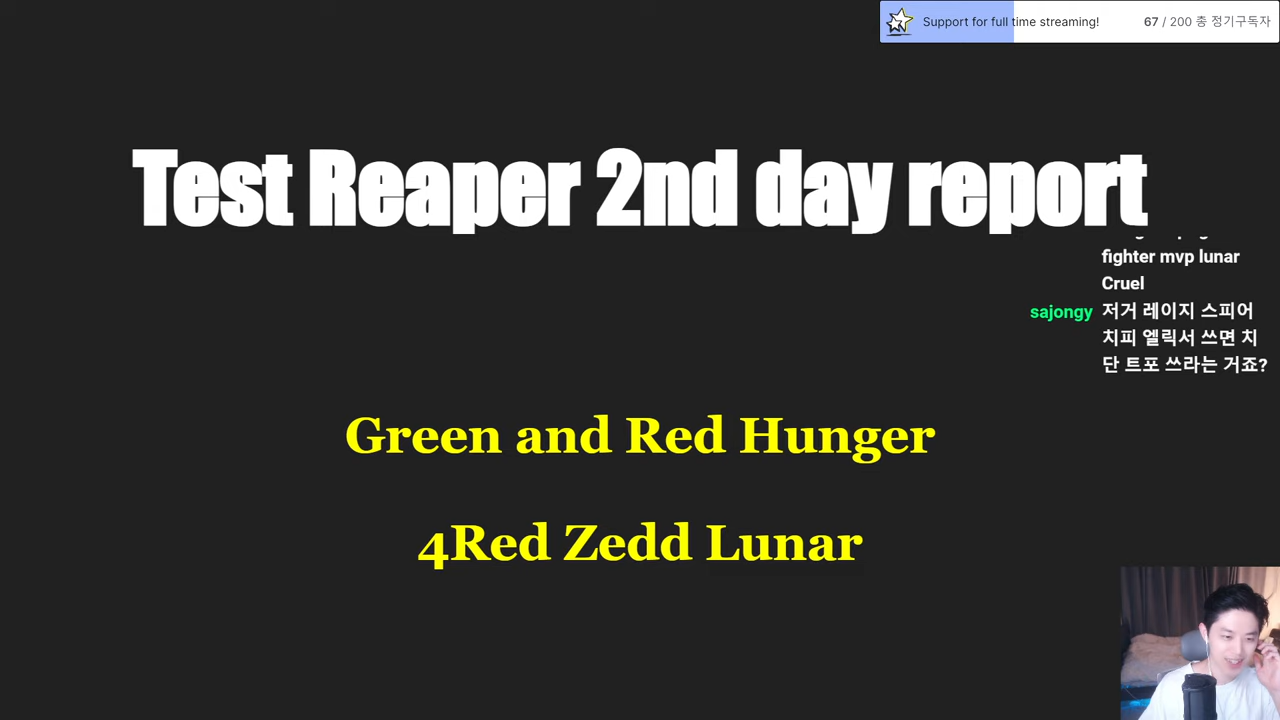 Support for full time streaming! 67 / 200 총 정기구독자
Test Reaper 2nd day report
fighter mvp lunar
Cruel
sajongy 저거 레이지 스피어
치피 엘릭서 쓰면 치
단 트포 쓰라는 거죠?
Green and Red Hunger
4Red Zedd Lunar